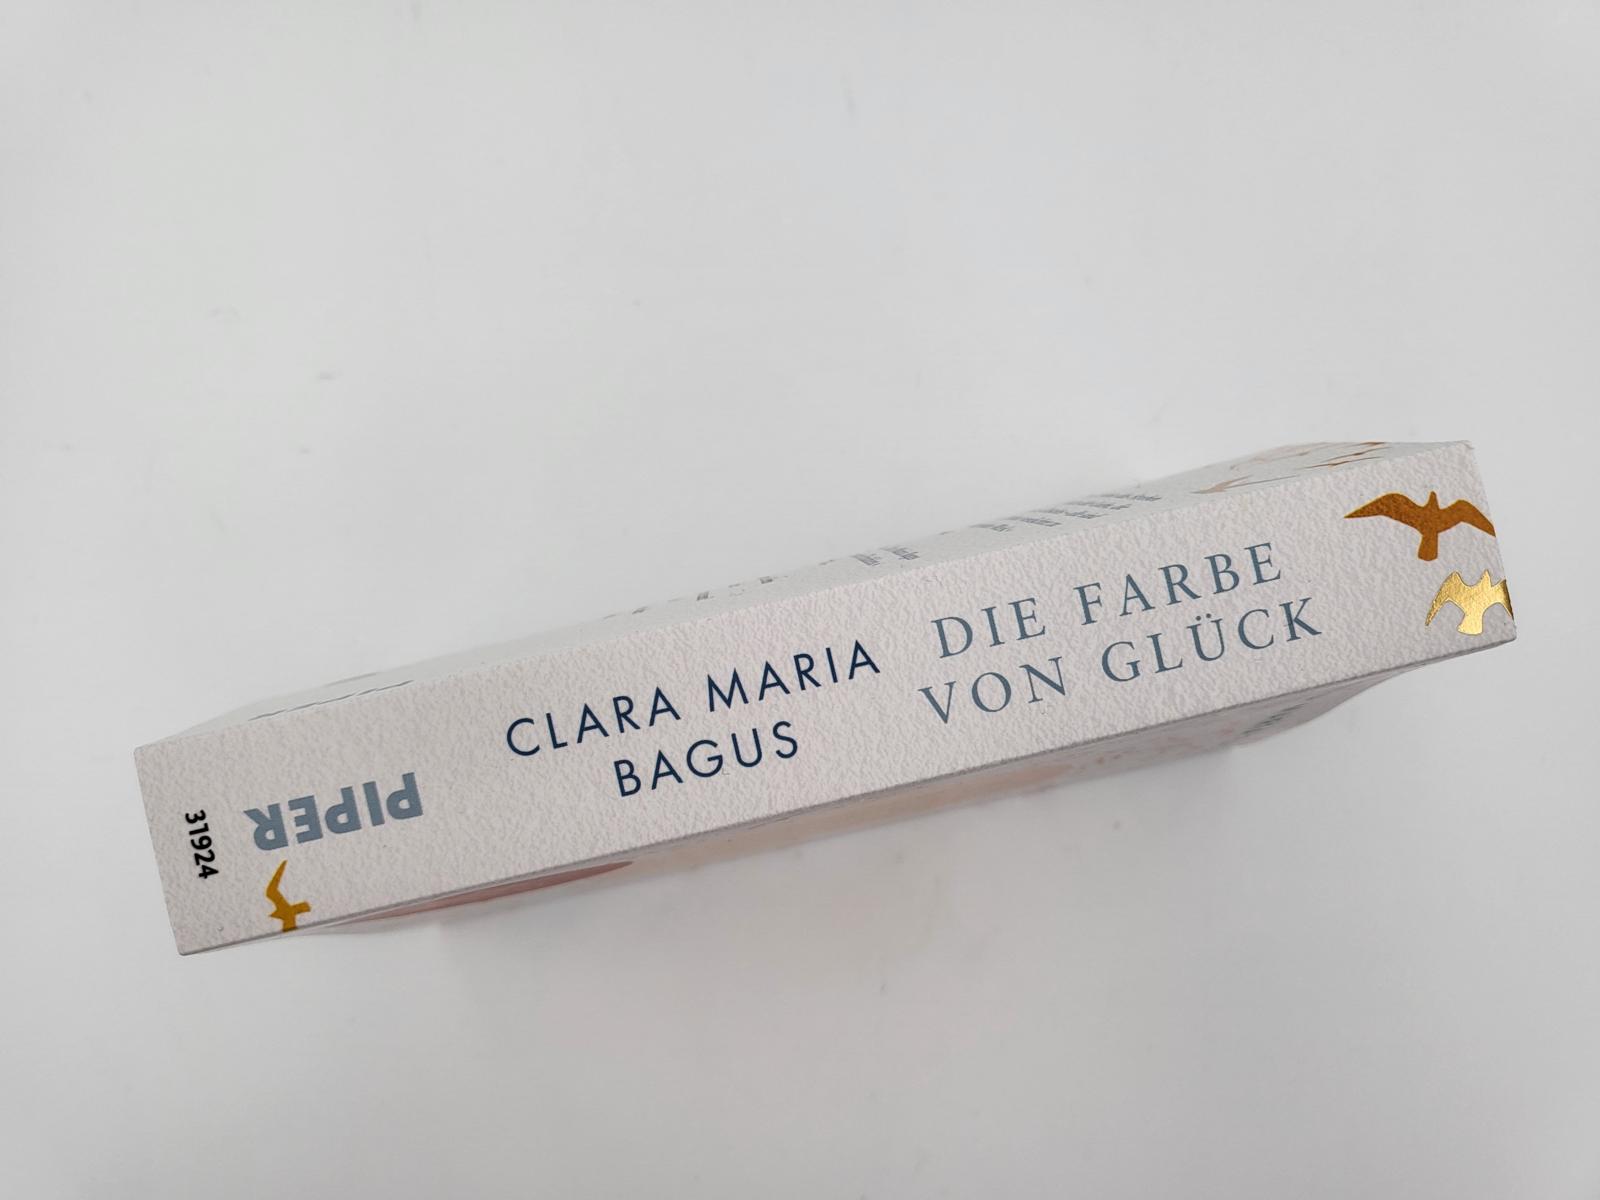 CLARA MARIA
BAGUS
DIE FARBE
VON GLÜCK
PIPER
31924